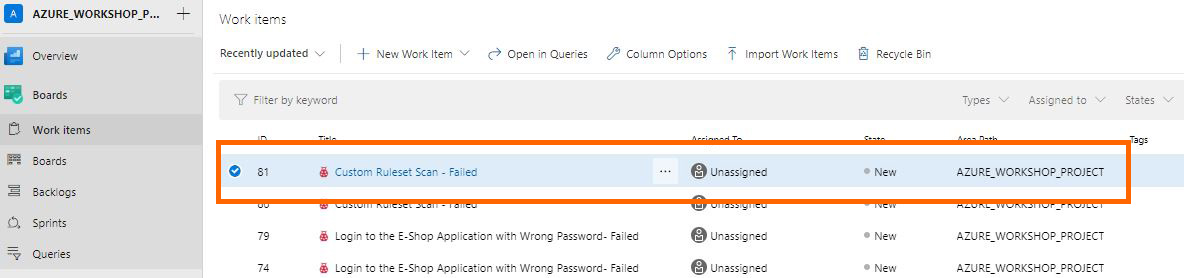 A AZURE_WORKSHOP_P... +
Work items
Overview
Recently updated New Work Item Open in Queries Column Options Import Work Items Recycle Bin
Boards
Filter by keyword Types Assigned to States
Work items
ID Title Assigned To State Area Path Tags
Boards
81 Custom Ruleset Scan - Failed ... Unassigned New AZURE_WORKSHOP_PROJECT
Backlogs
80 Custom Ruleset Scan - Failed Unassigned New AZURE_WORKSHOP_PROJECT
Sprints
79 Login to the E-Shop Application with Wrong Password- Failed Unassigned New AZURE_WORKSHOP_PROJECT
Queries
74 Login to the E-Shop Application with Wrong Password- Failed Unassigned New AZURE_WORKSHOP_PROJECT